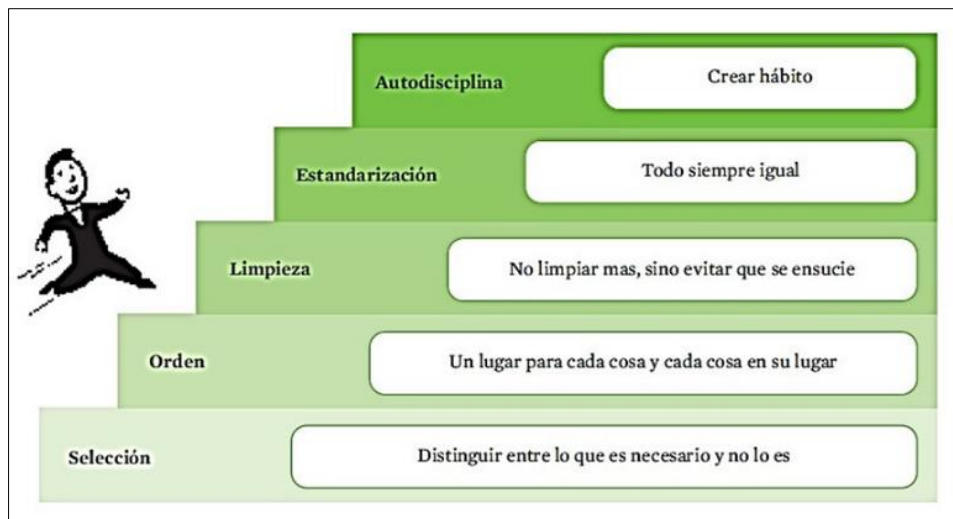 Autodisciplina
Crear hábito
Estandarización
Todo siempre igual
Limpieza
No limpiar mas, sino evitar que se ensucie
Orden
Un lugar para cada cosa y cada cosa en su lugar
Selección
Distinguir entre lo que es necesario y no lo es